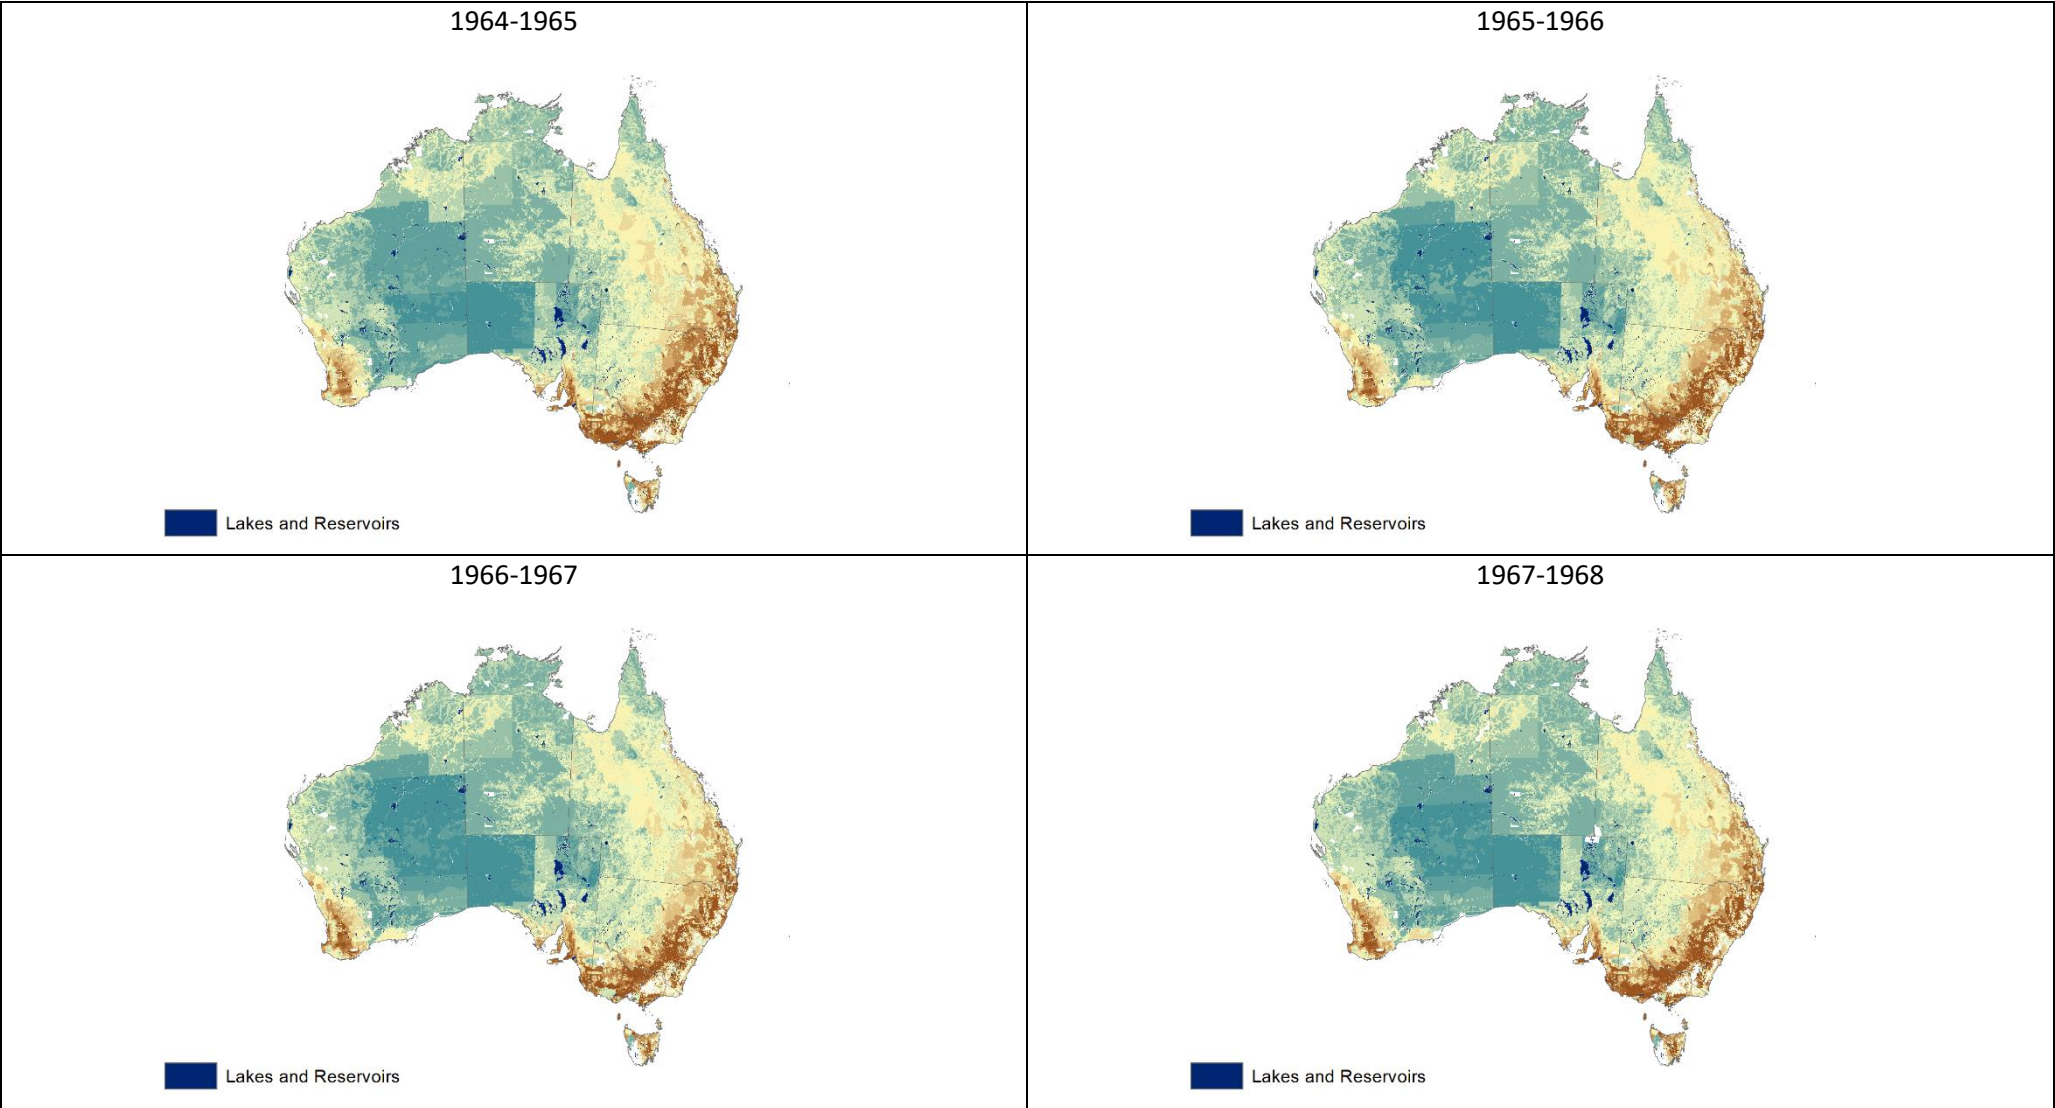 1964-1965
Lakes and Reservoirs
1965-1966
Lakes and Reservoirs
1966-1967
Lakes and Reservoirs
1967-1968
Lakes and Reservoirs